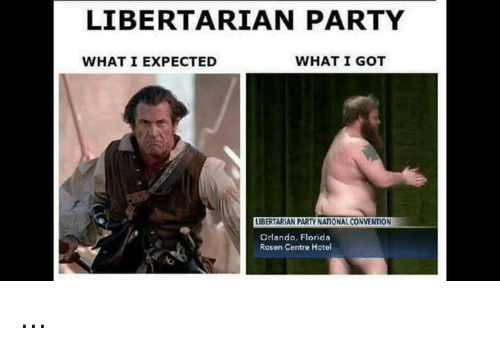 LIBERTARIAN PARTY
WHAT I EXPECTED
WHAT I GOT
LIBERTARIAN PARTY NATIONAL CONVENTION
Orlando, Florida
Rosen Centre Hotel
...